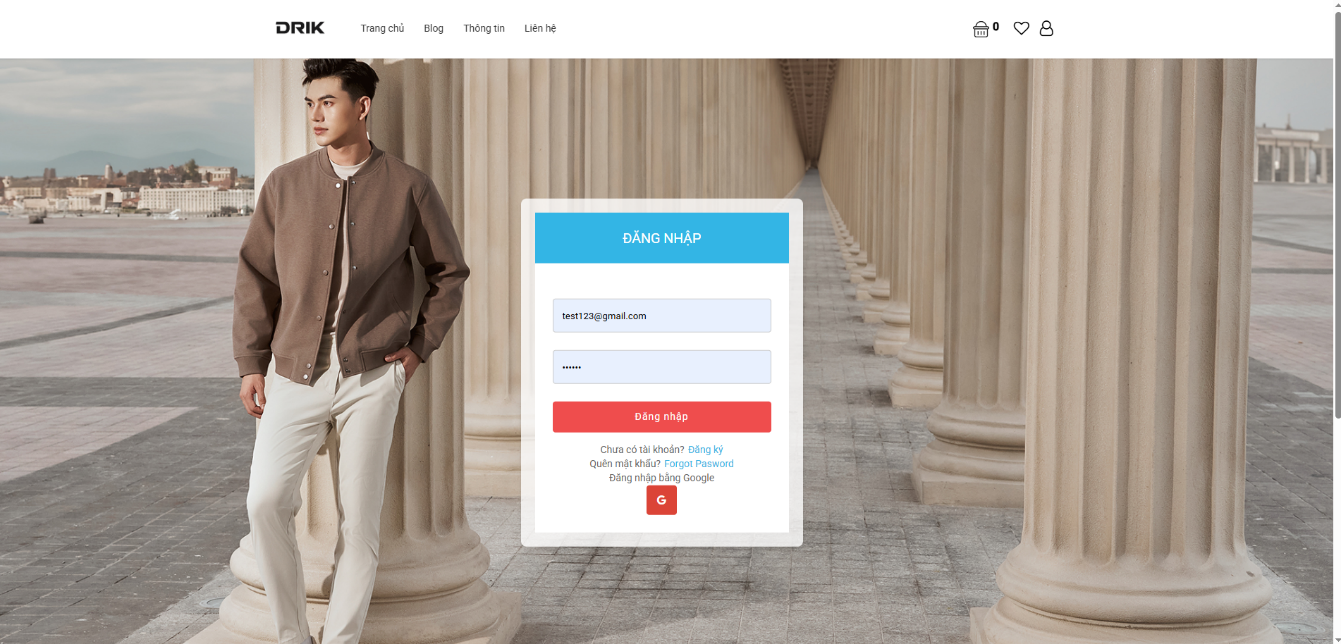 DRIK Trang chủ Blog Thông tin Liên hệ 0
ĐĂNG NHẬP
test123@gmail.com
••••••
Đăng nhập
Chưa có tài khoản? Đăng ký
Quên mật khẩu? Forgot Pasword
Đăng nhập bằng Google
G